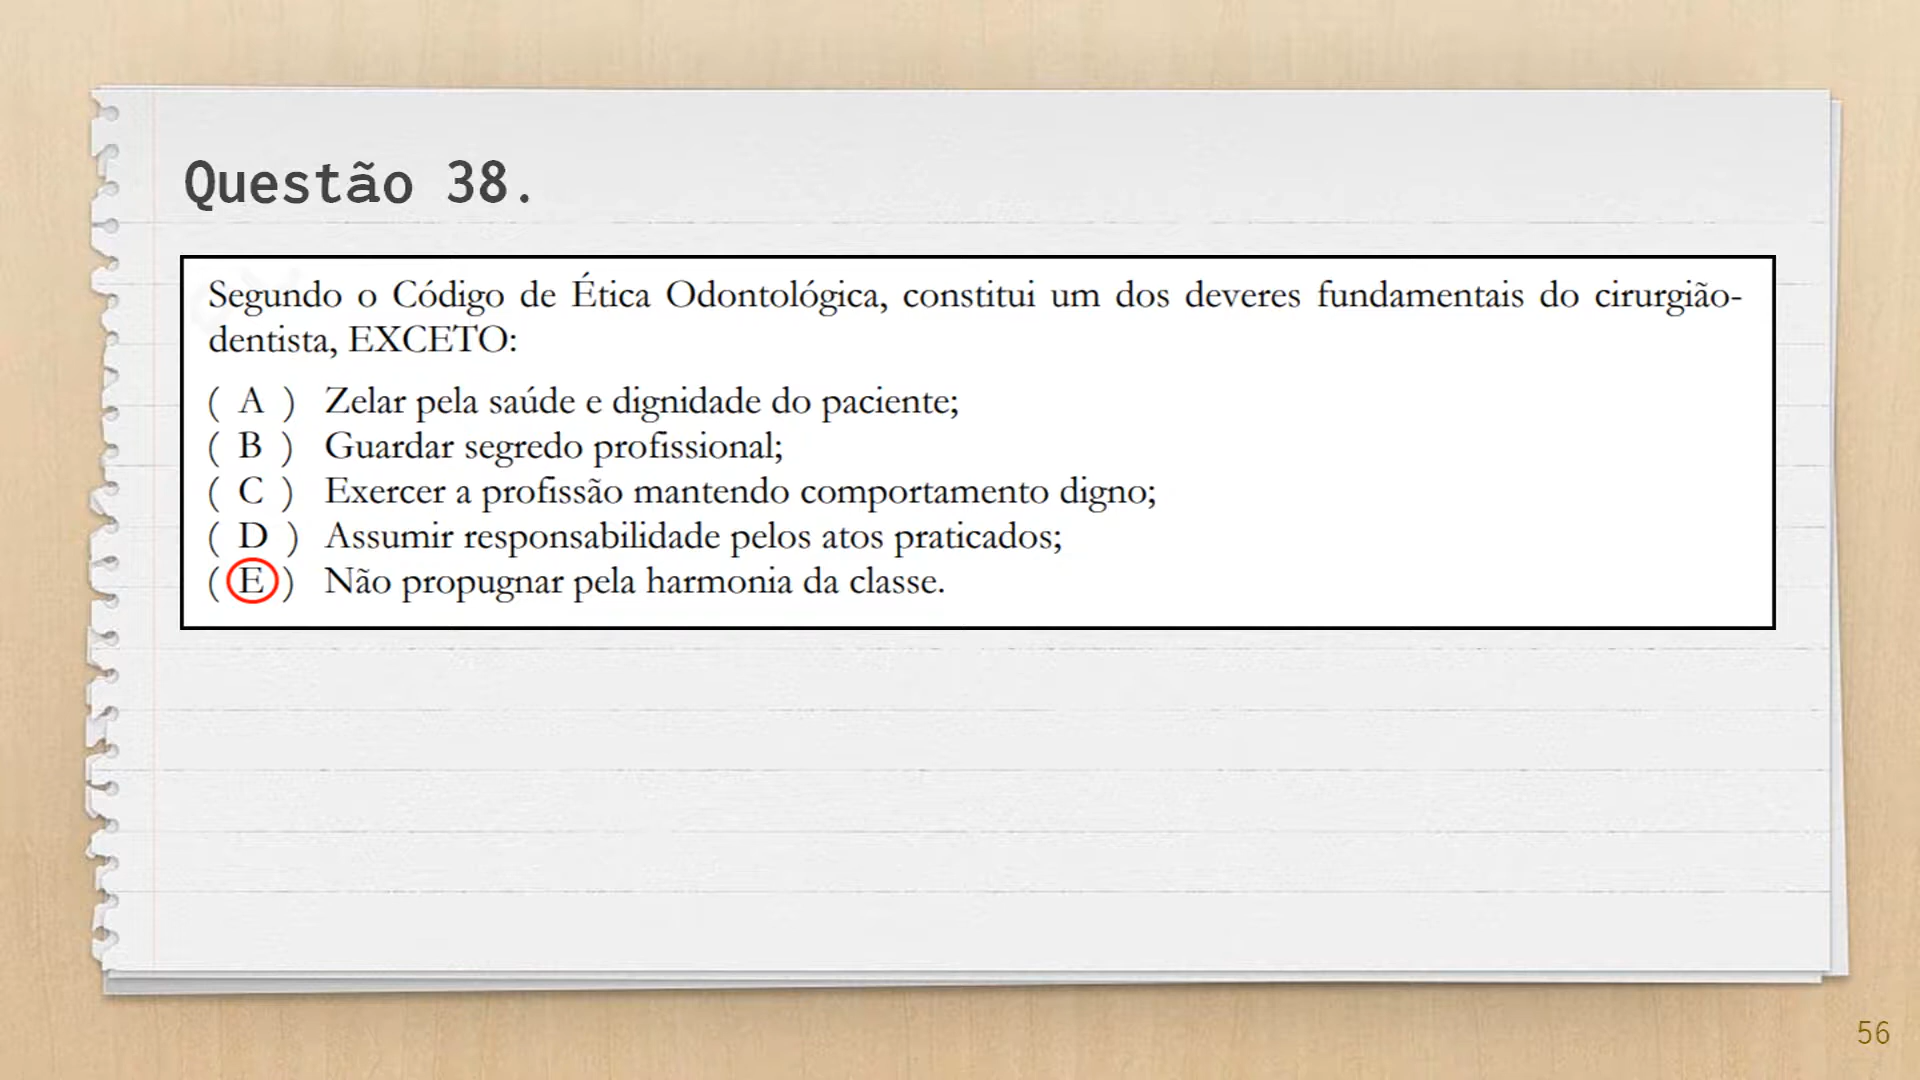 Questão 38.
Segundo o Código de Ética Odontológica, constitui um dos deveres fundamentais do cirurgião-
dentista, EXCETO:
( A ) Zelar pela saúde e dignidade do paciente;
( B ) Guardar segredo profissional;
( C ) Exercer a profissão mantendo comportamento digno;
( D ) Assumir responsabilidade pelos atos praticados;
( E ) Não propugnar pela harmonia da classe.
56